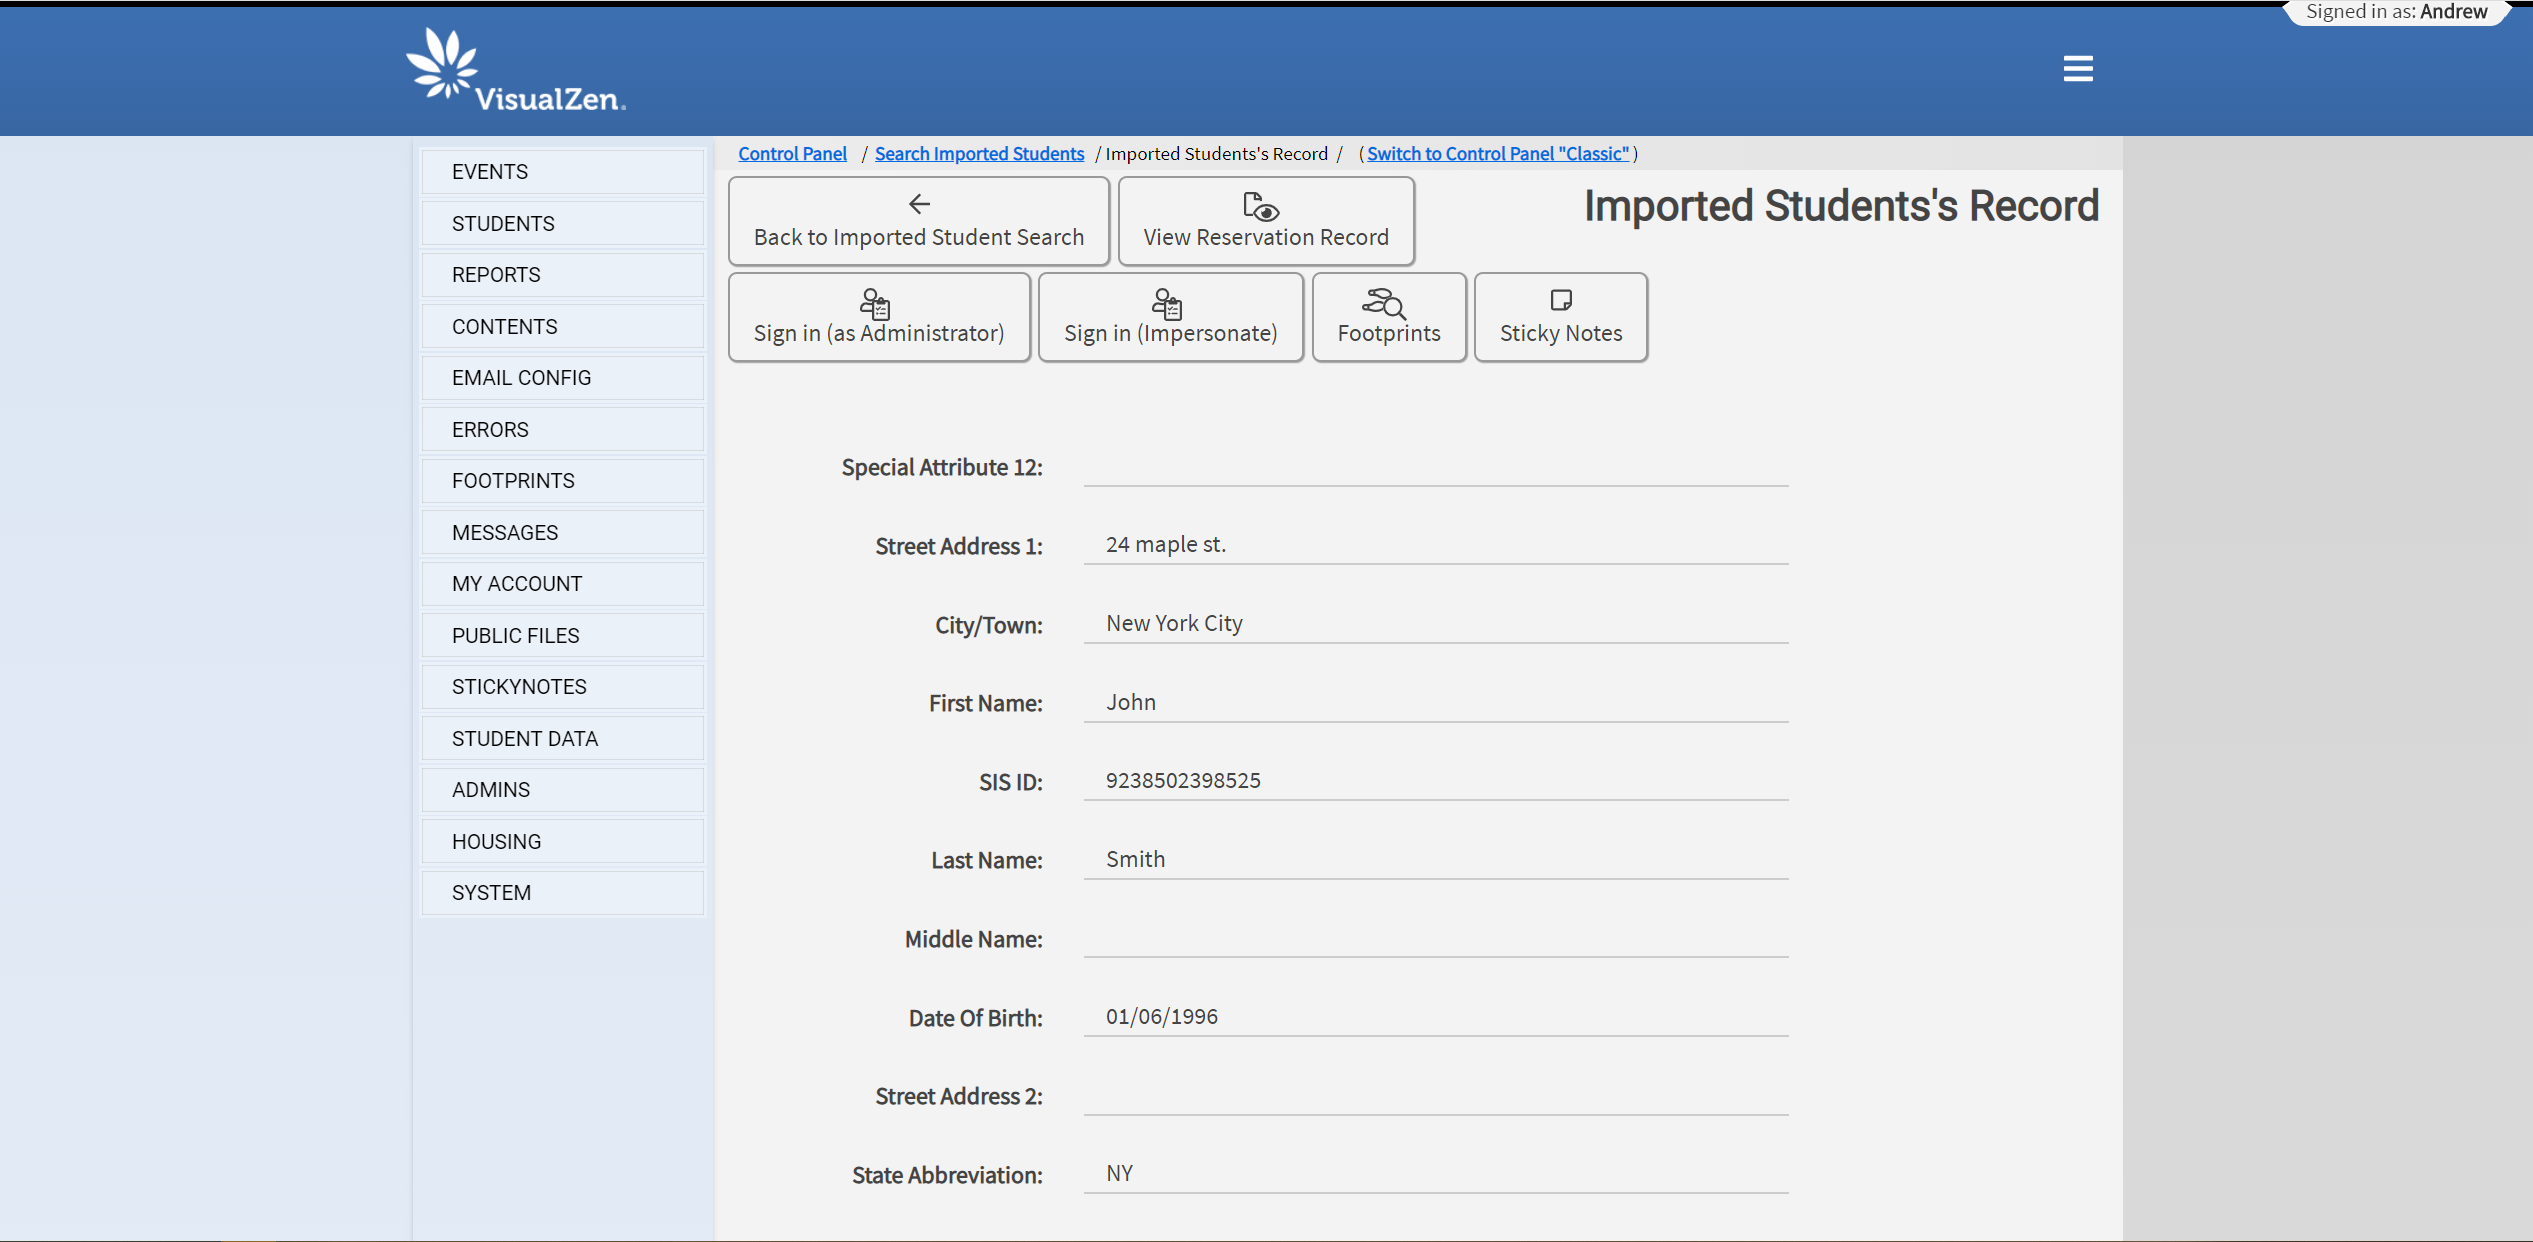 Signed in as: Andrew
VisualZen.
Control Panel / Search Imported Students / Imported Students's Record / (Switch to Control Panel "Classic")
EVENTS
STUDENTS
REPORTS
CONTENTS
EMAIL CONFIG
ERRORS
FOOTPRINTS
MESSAGES
MY ACCOUNT
PUBLIC FILES
STICKYNOTES
STUDENT DATA
ADMINS
HOUSING
SYSTEM
Back to Imported Student Search
View Reservation Record
Imported Students's Record
Sign in (as Administrator)
Sign in (Impersonate)
Footprints
Sticky Notes
Special Attribute 12:
Street Address 1: 24 maple st.
City/Town: New York City
First Name: John
SIS ID: 9238502398525
Last Name: Smith
Middle Name:
Date Of Birth: 01/06/1996
Street Address 2:
State Abbreviation: NY